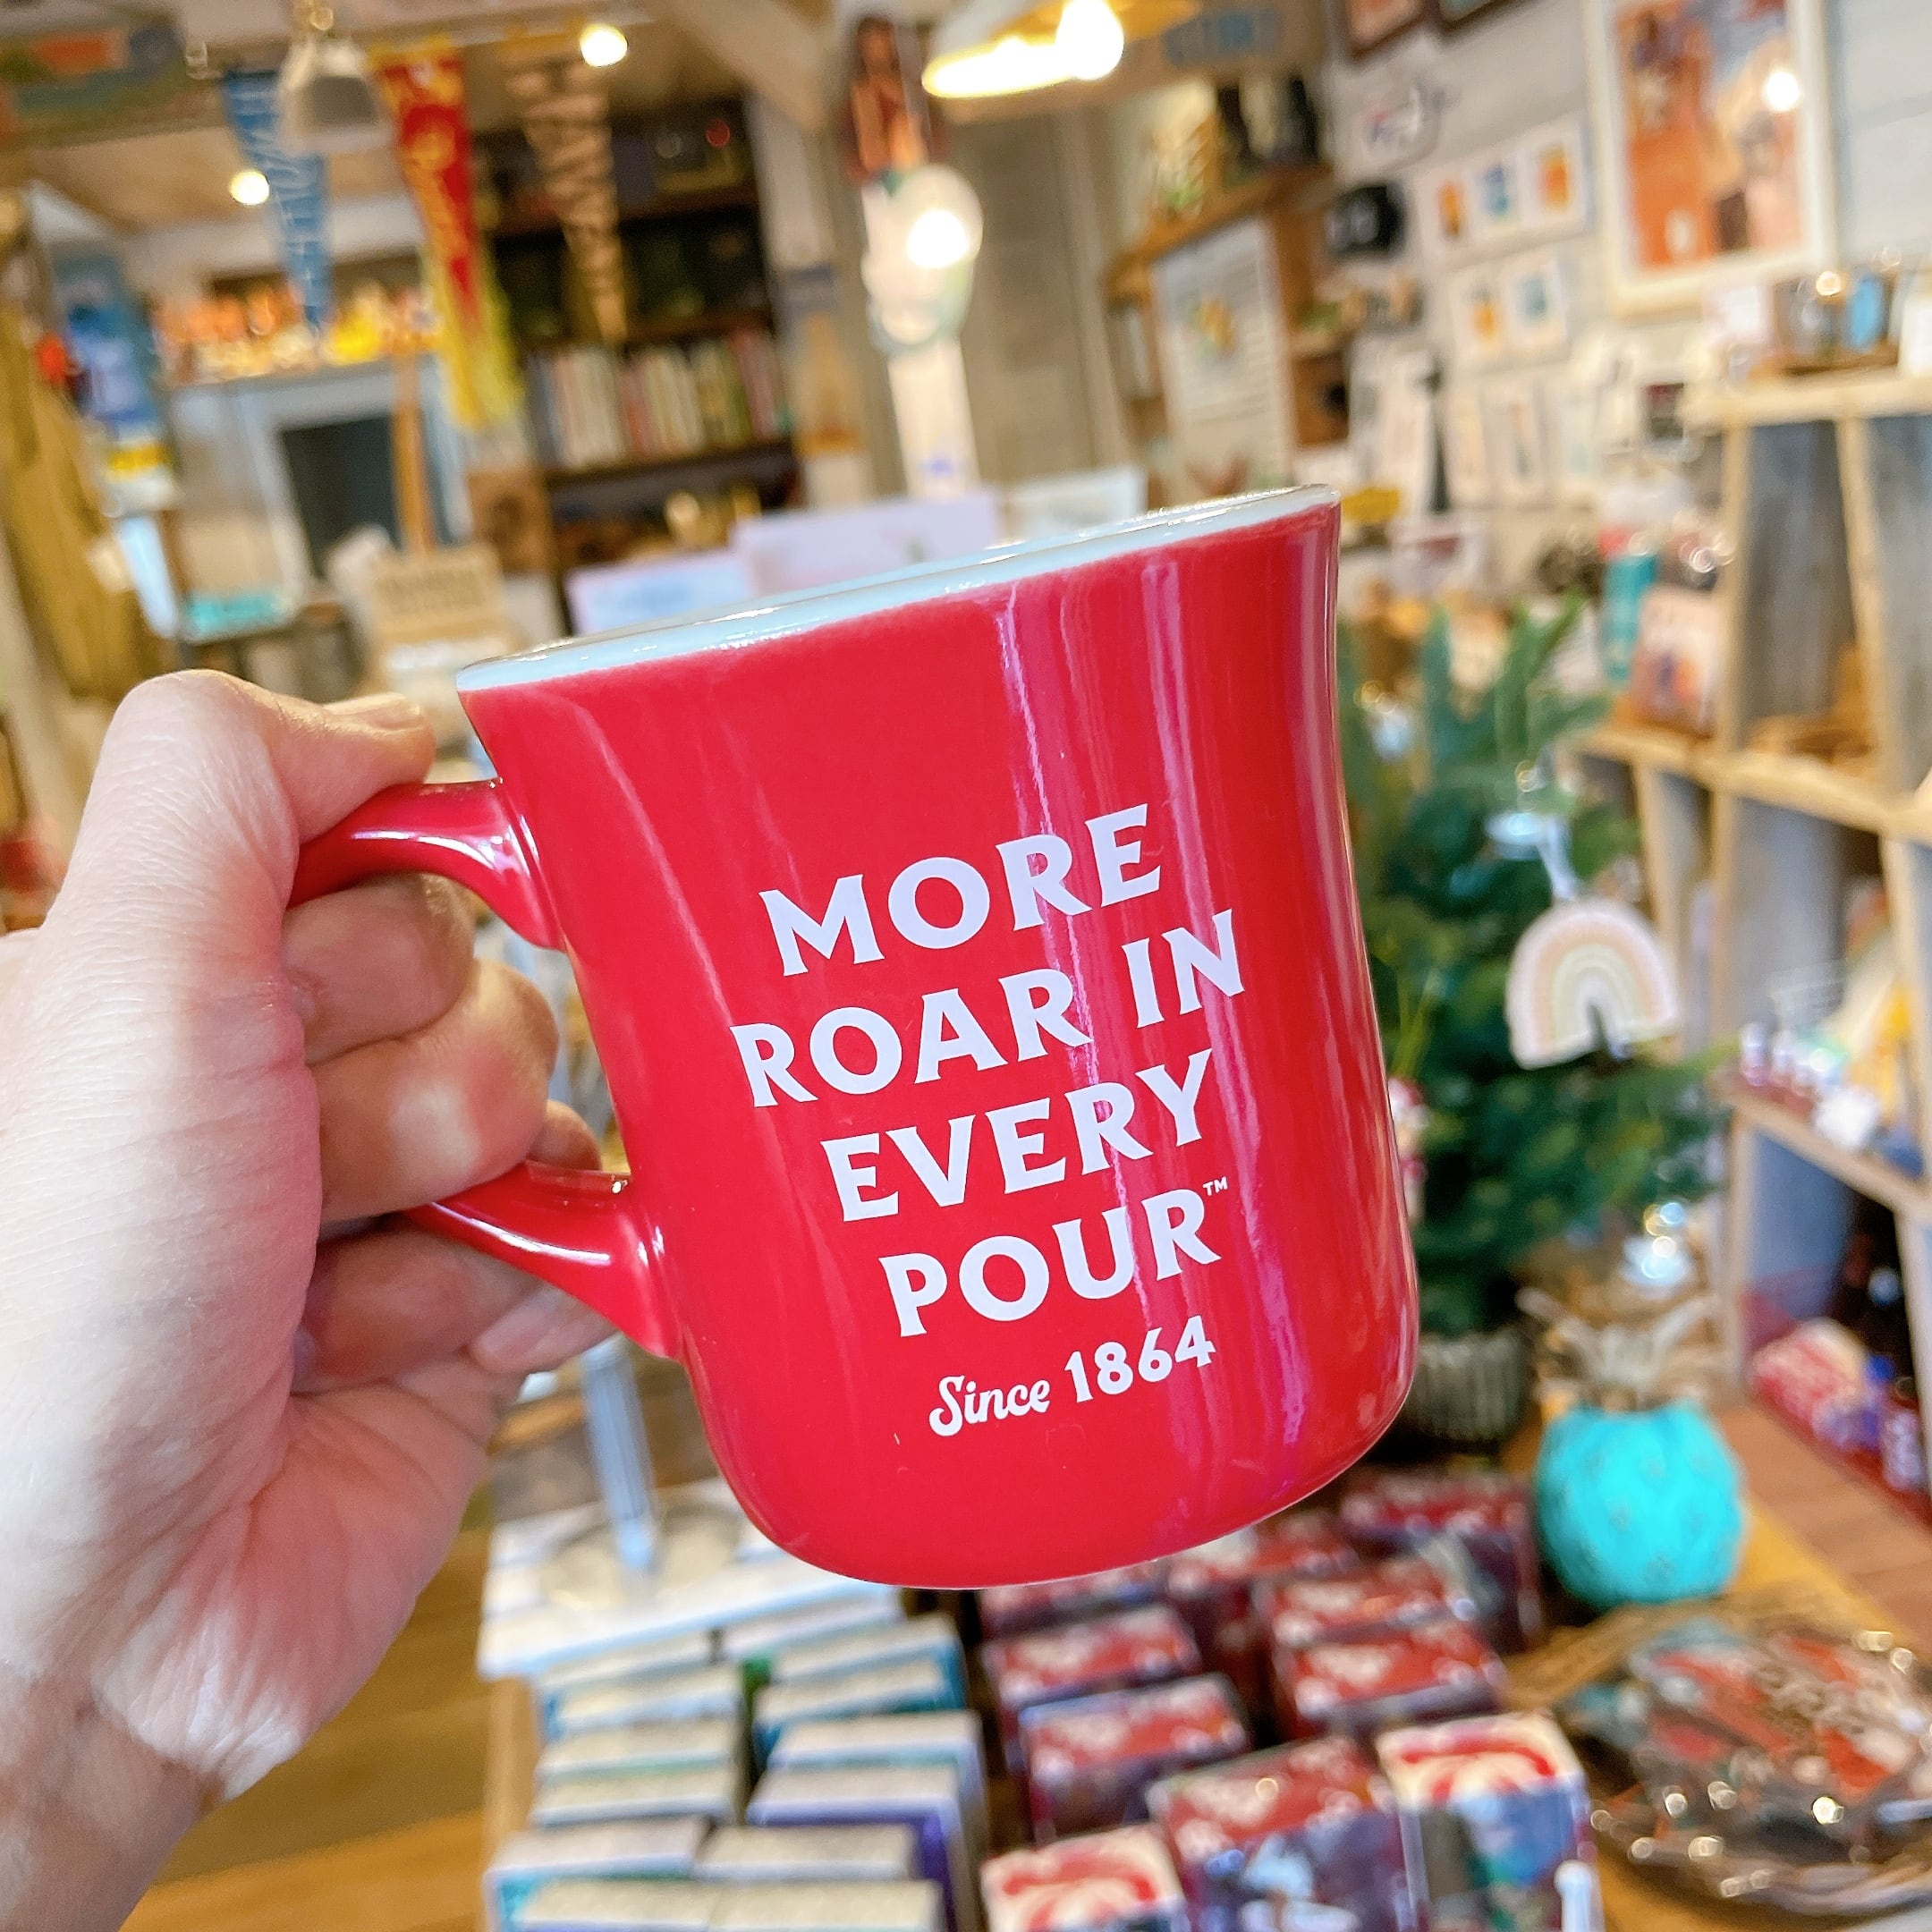 MORE
ROAR IN
EVERY
POUR™
Since 1864